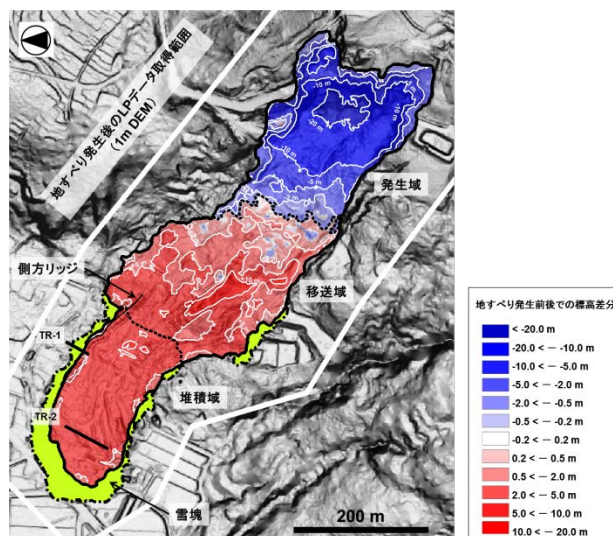 地すべり発生後のLPデータ取得範囲
(1m DEM)
-10 m
-20 m
-10 m
-5 m
発生域
側方リッジ
移送域
TR-1
堆積域
TR-2
雪塊
200 m
地すべり発生前後での標高差分
< -20.0 m
-20.0 <－ -10.0 m
-10.0 <－ -5.0 m
-5.0 <－ -2.0 m
-2.0 <－ -0.5 m
-0.5 <－ -0.2 m
-0.2 <－ 0.2 m
0.2 <－ 0.5 m
0.5 <－ 2.0 m
2.0 <－ 5.0 m
5.0 <－ 10.0 m
10.0 <－ 20.0 m